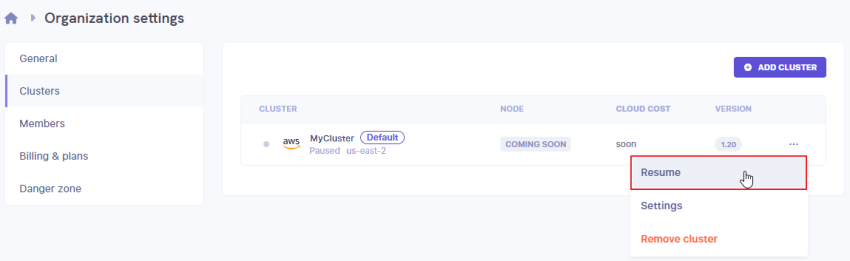 Organization settings
General
Clusters
Members
Billing & plans
Danger zone
ADD CLUSTER
CLUSTER NODE CLOUD COST VERSION
aws MyCluster Default COMING SOON soon 1.20 ...
Paused us-east-2
Resume
Settings
Remove cluster